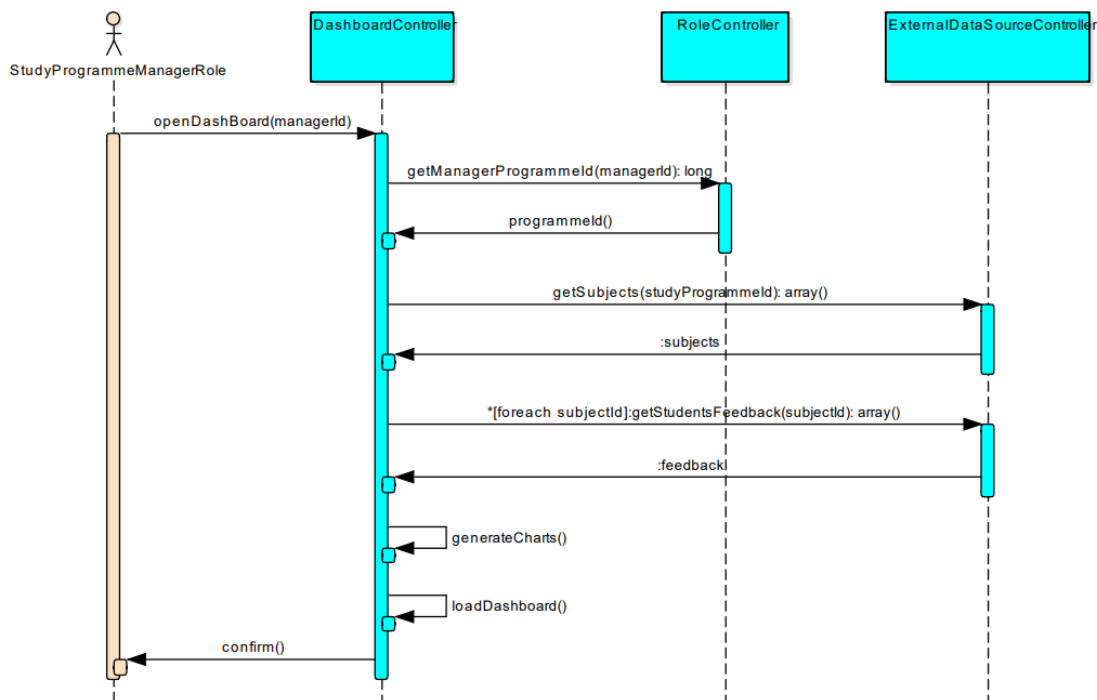 DashboardController
RoleController
ExternalDataSourceController
StudyProgrammeManagerRole
openDashBoard(managerId)
getManagerProgrammeId(managerId): long
programmeId()
getSubjects(studyProgrammeId): array()
:subjects
*[foreach subjectId]:getStudentsFeedback(subjectId): array()
:feedbackl
generateCharts()
loadDashboard()
confirm()